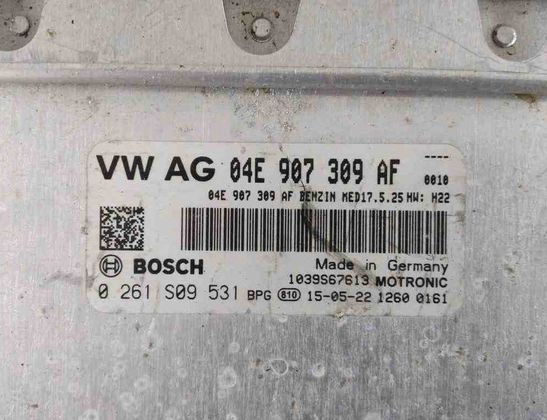 VW AG 04E 907 309 AF ---- 0010
04E 907 309 AF BENZIN MED17.5.25 HW: H22
BOSCH Made in Germany
1039S67613 MOTRONIC
0 261 S09 531 BPG 810 15-05-22 1260 0161